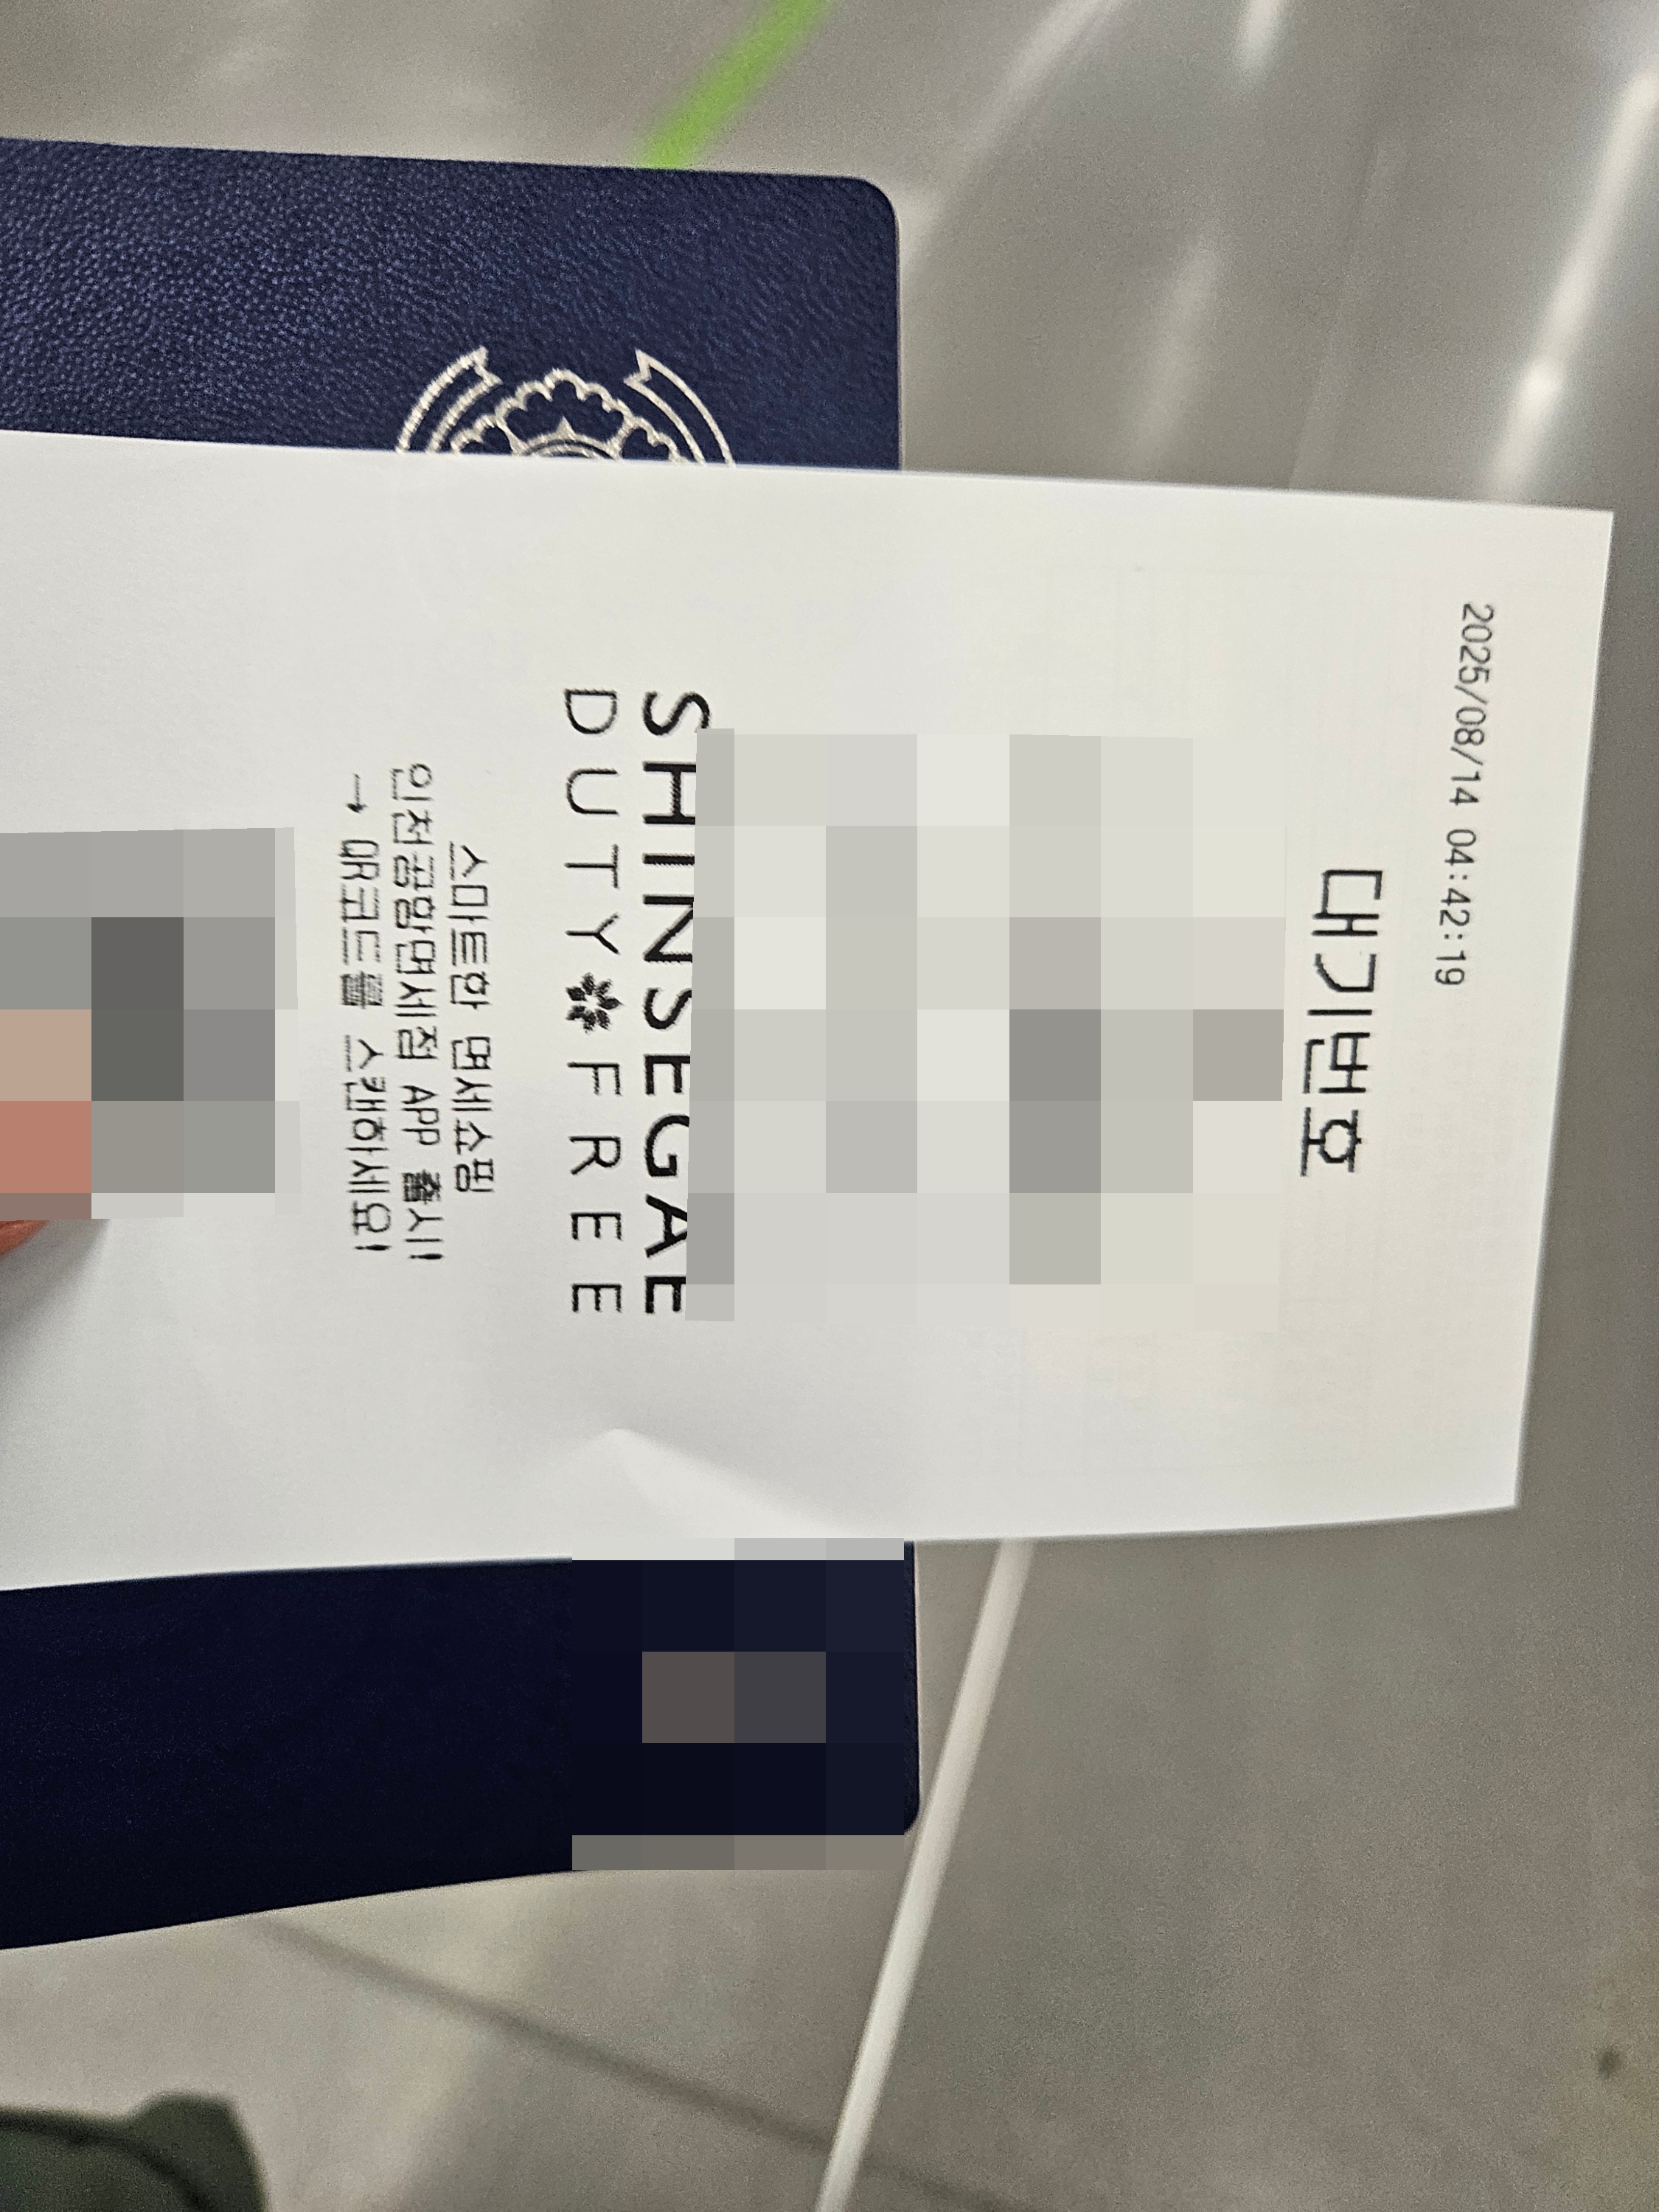 2025/08/14 04:42:19
대기번호
SHINSEGAE
DUTY FREE
스마트한 면세쇼핑
인천공항면세점 APP 출시!
→ QR코드를 스캔하세요!